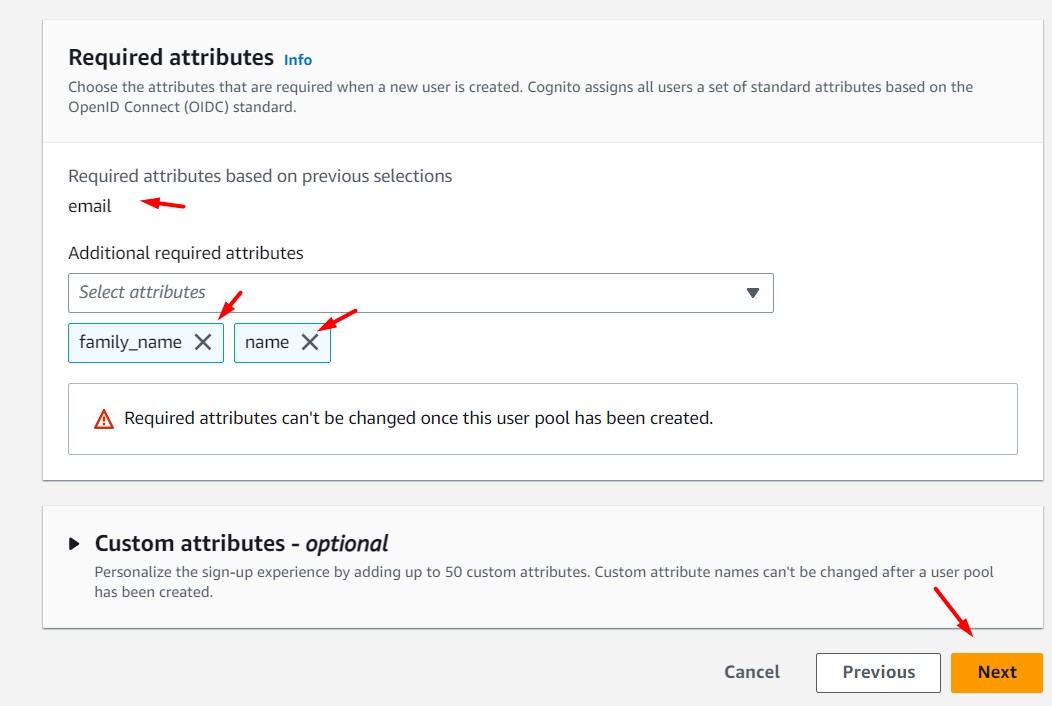 Required attributes Info
Choose the attributes that are required when a new user is created. Cognito assigns all users a set of standard attributes based on the
OpenID Connect (OIDC) standard.
Required attributes based on previous selections
email
Additional required attributes
Select attributes
family_name name
Required attributes can't be changed once this user pool has been created.
Custom attributes - optional
Personalize the sign-up experience by adding up to 50 custom attributes. Custom attribute names can't be changed after a user pool
has been created.
Cancel Previous Next